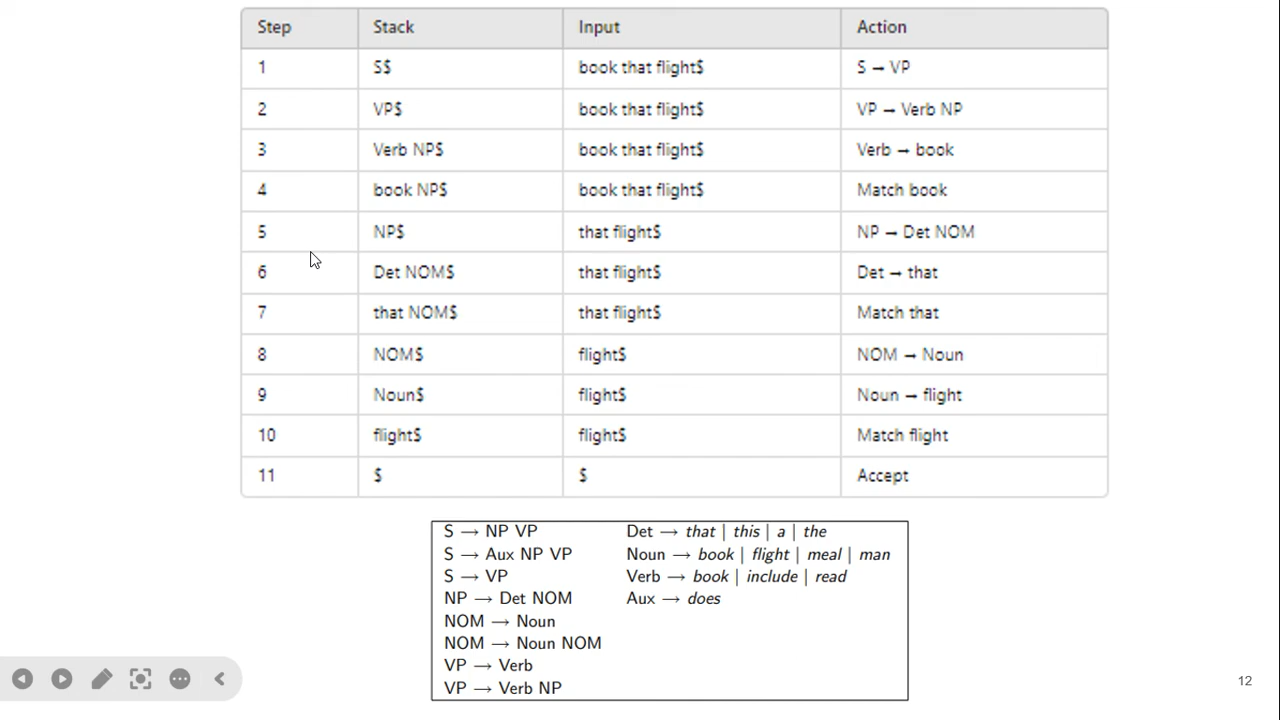 Step Stack Input Action
1 S$ book that flight$ S → VP
2 VP$ book that flight$ VP → Verb NP
3 Verb NP$ book that flight$ Verb → book
4 book NP$ book that flight$ Match book
5 NP$ that flight$ NP → Det NOM
6 Det NOM$ that flight$ Det → that
7 that NOM$ that flight$ Match that
8 NOM$ flight$ NOM → Noun
9 Noun$ flight$ Noun → flight
10 flight$ flight$ Match flight
11 $ $ Accept
S → NP VP Det → that | this | a | the
S → Aux NP VP Noun → book | flight | meal | man
S → VP Verb → book | include | read
NP → Det NOM Aux → does
NOM → Noun
NOM → Noun NOM
VP → Verb
VP → Verb NP
12